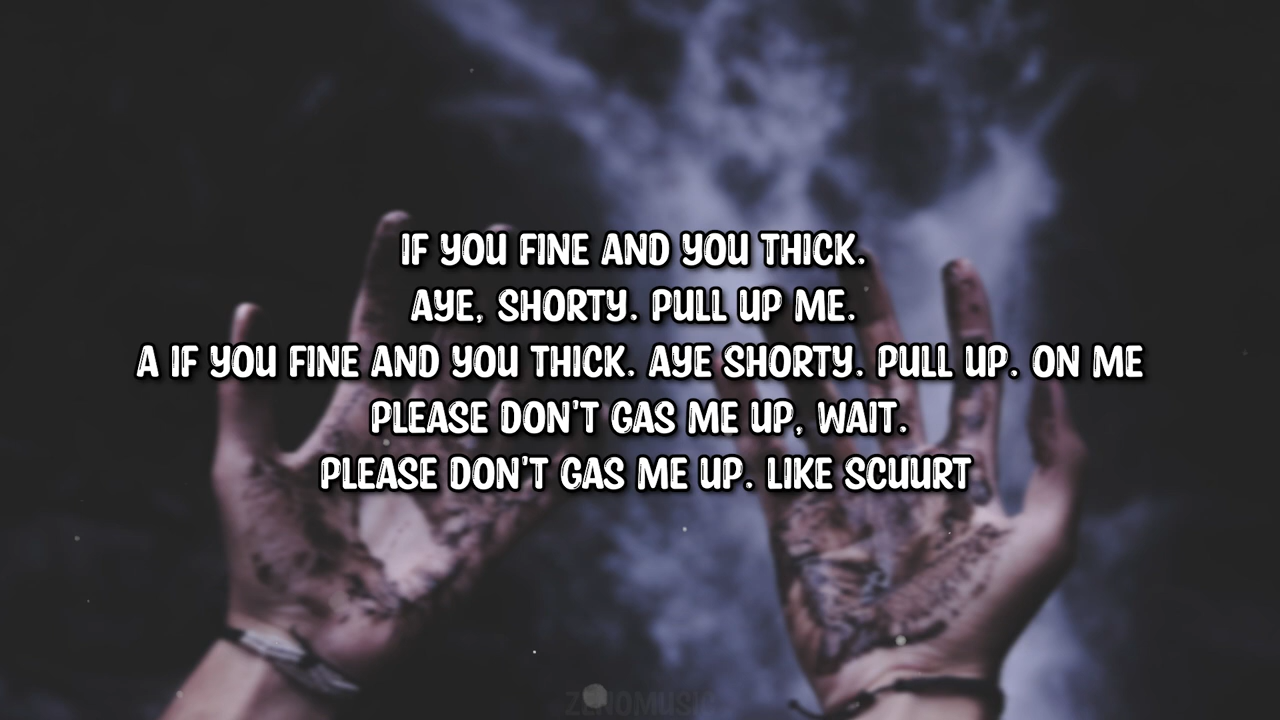 IF YOU FINE AND YOU THICK.
AYE, SHORTY. PULL UP ME.
A IF YOU FINE AND YOU THICK. AYE SHORTY. PULL UP. ON ME
PLEASE DON'T GAS ME UP, WAIT.
PLEASE DON'T GAS ME UP. LIKE SCUURT
ZENOMUSIC